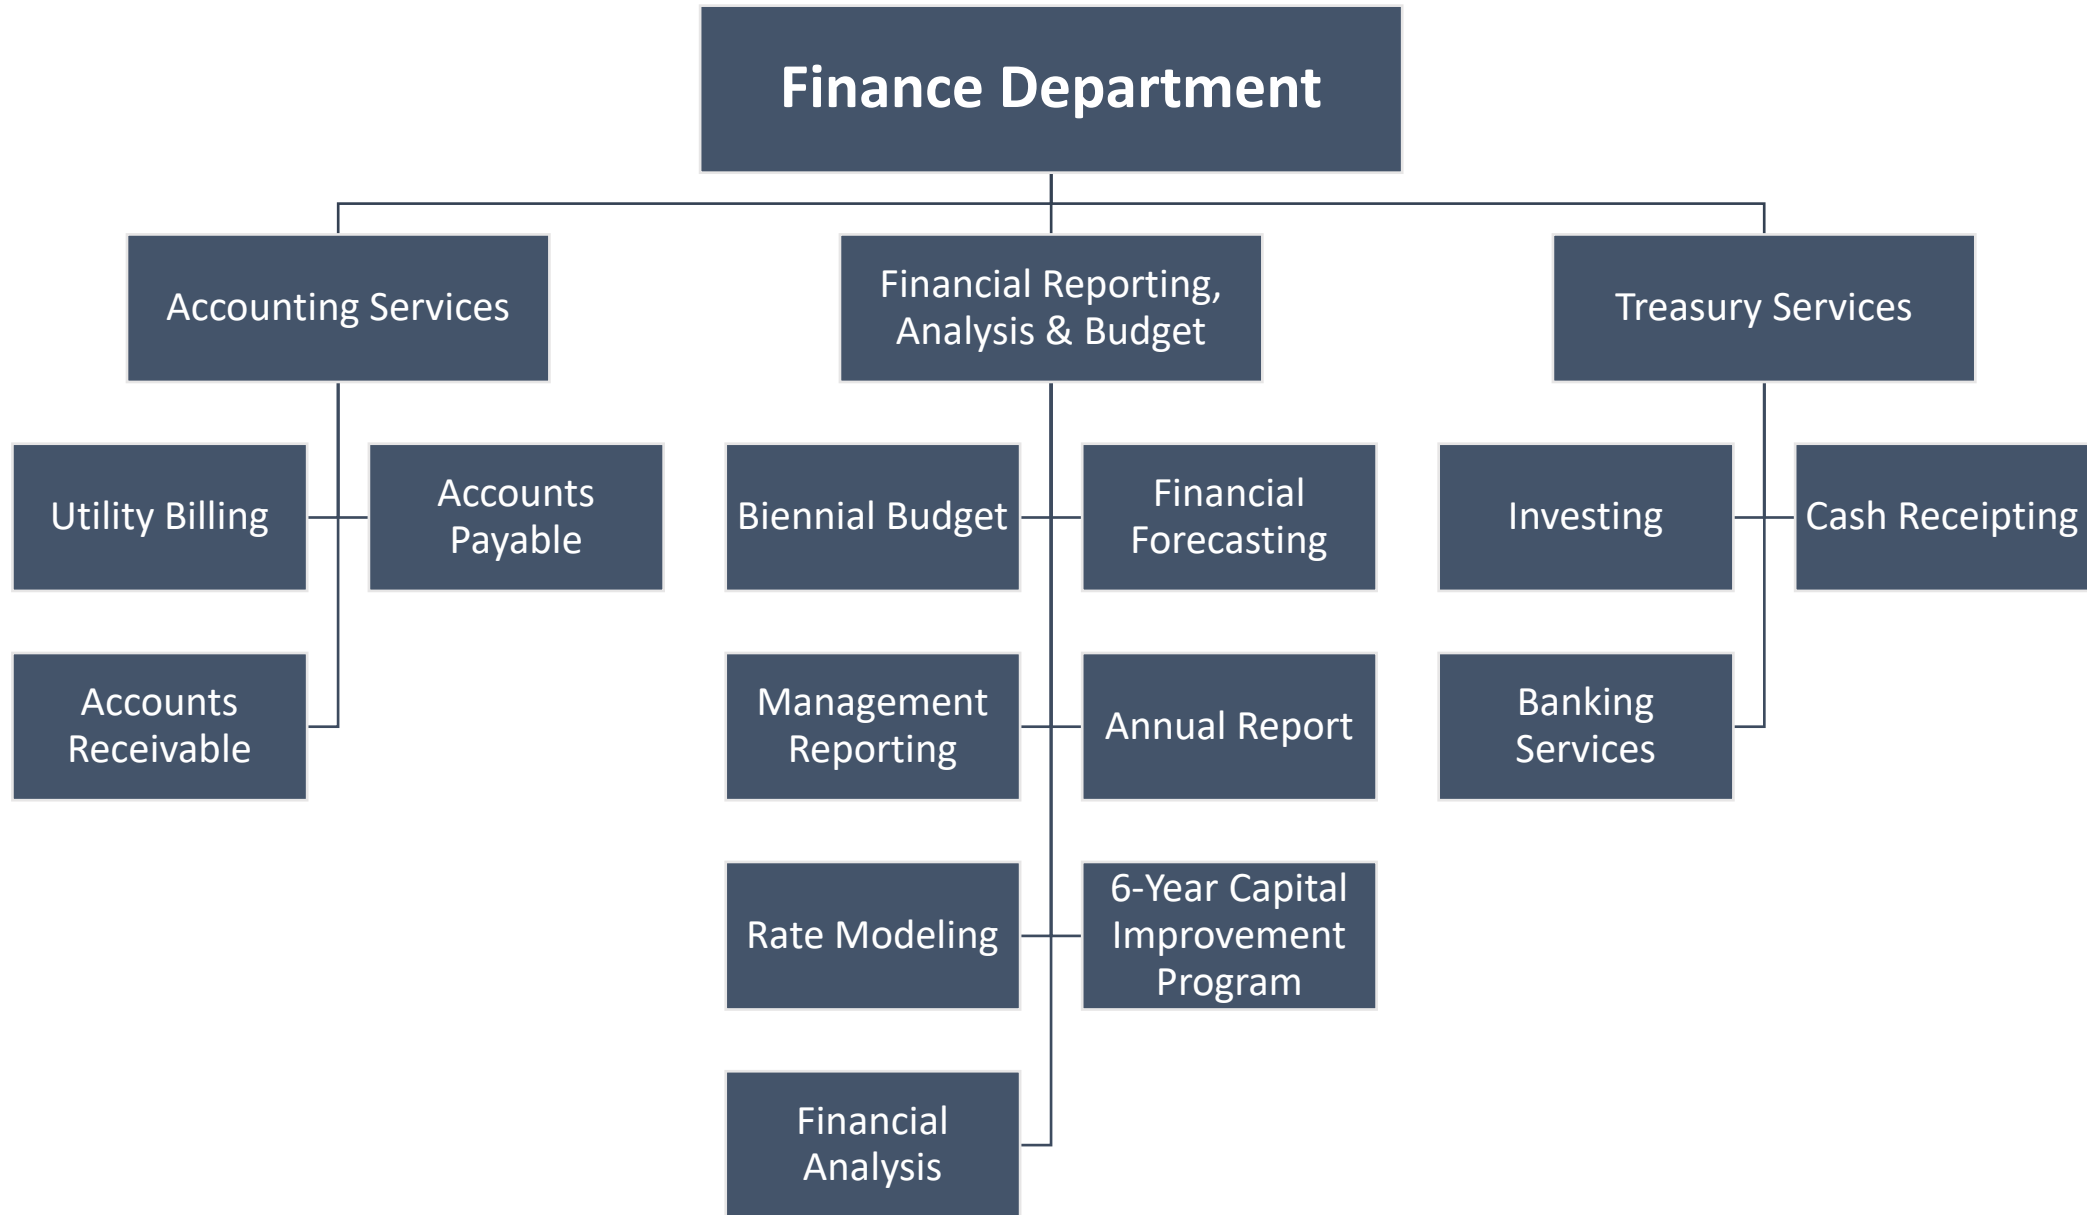 Finance Department
Accounting Services
Financial Reporting,
Analysis & Budget
Treasury Services
Utility Billing
Accounts
Payable
Accounts
Receivable
Biennial Budget
Financial
Forecasting
Management
Reporting
Annual Report
Rate Modeling
6-Year Capital
Improvement
Program
Financial
Analysis
Investing
Cash Receipting
Banking
Services